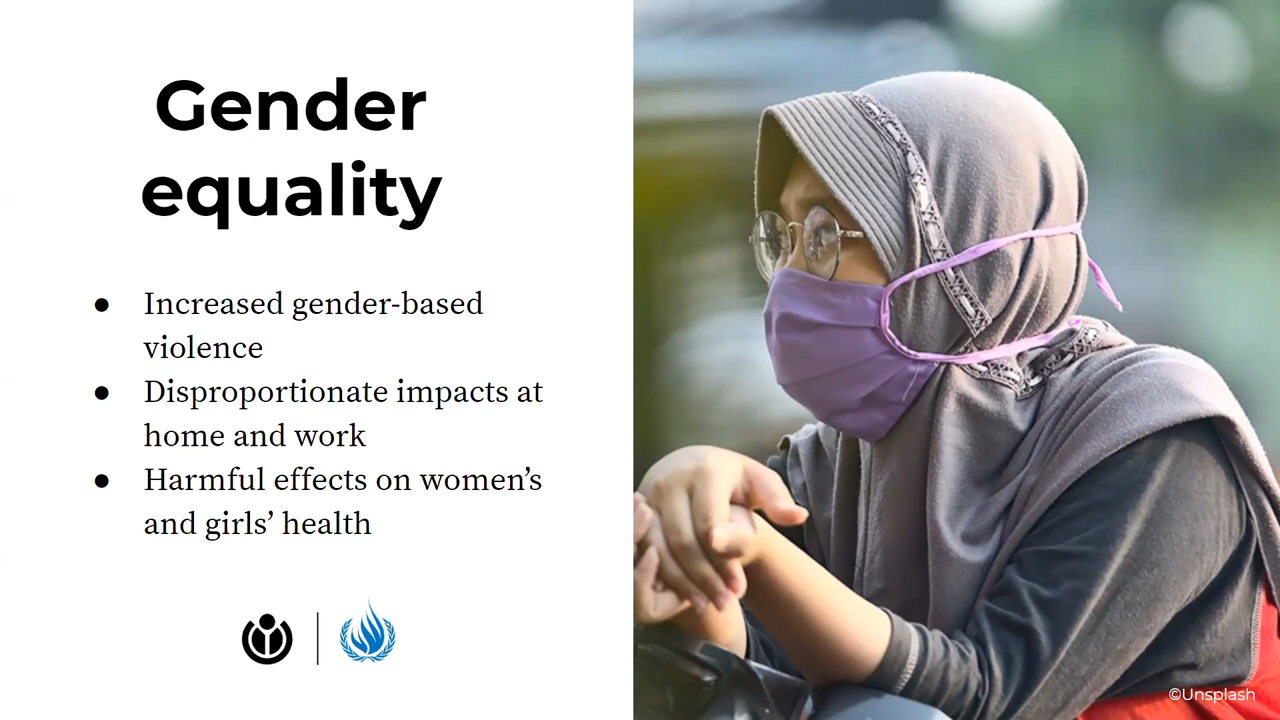 Gender
equality
● Increased gender-based
violence
● Disproportionate impacts at
home and work
● Harmful effects on women’s
and girls’ health
©Unsplash